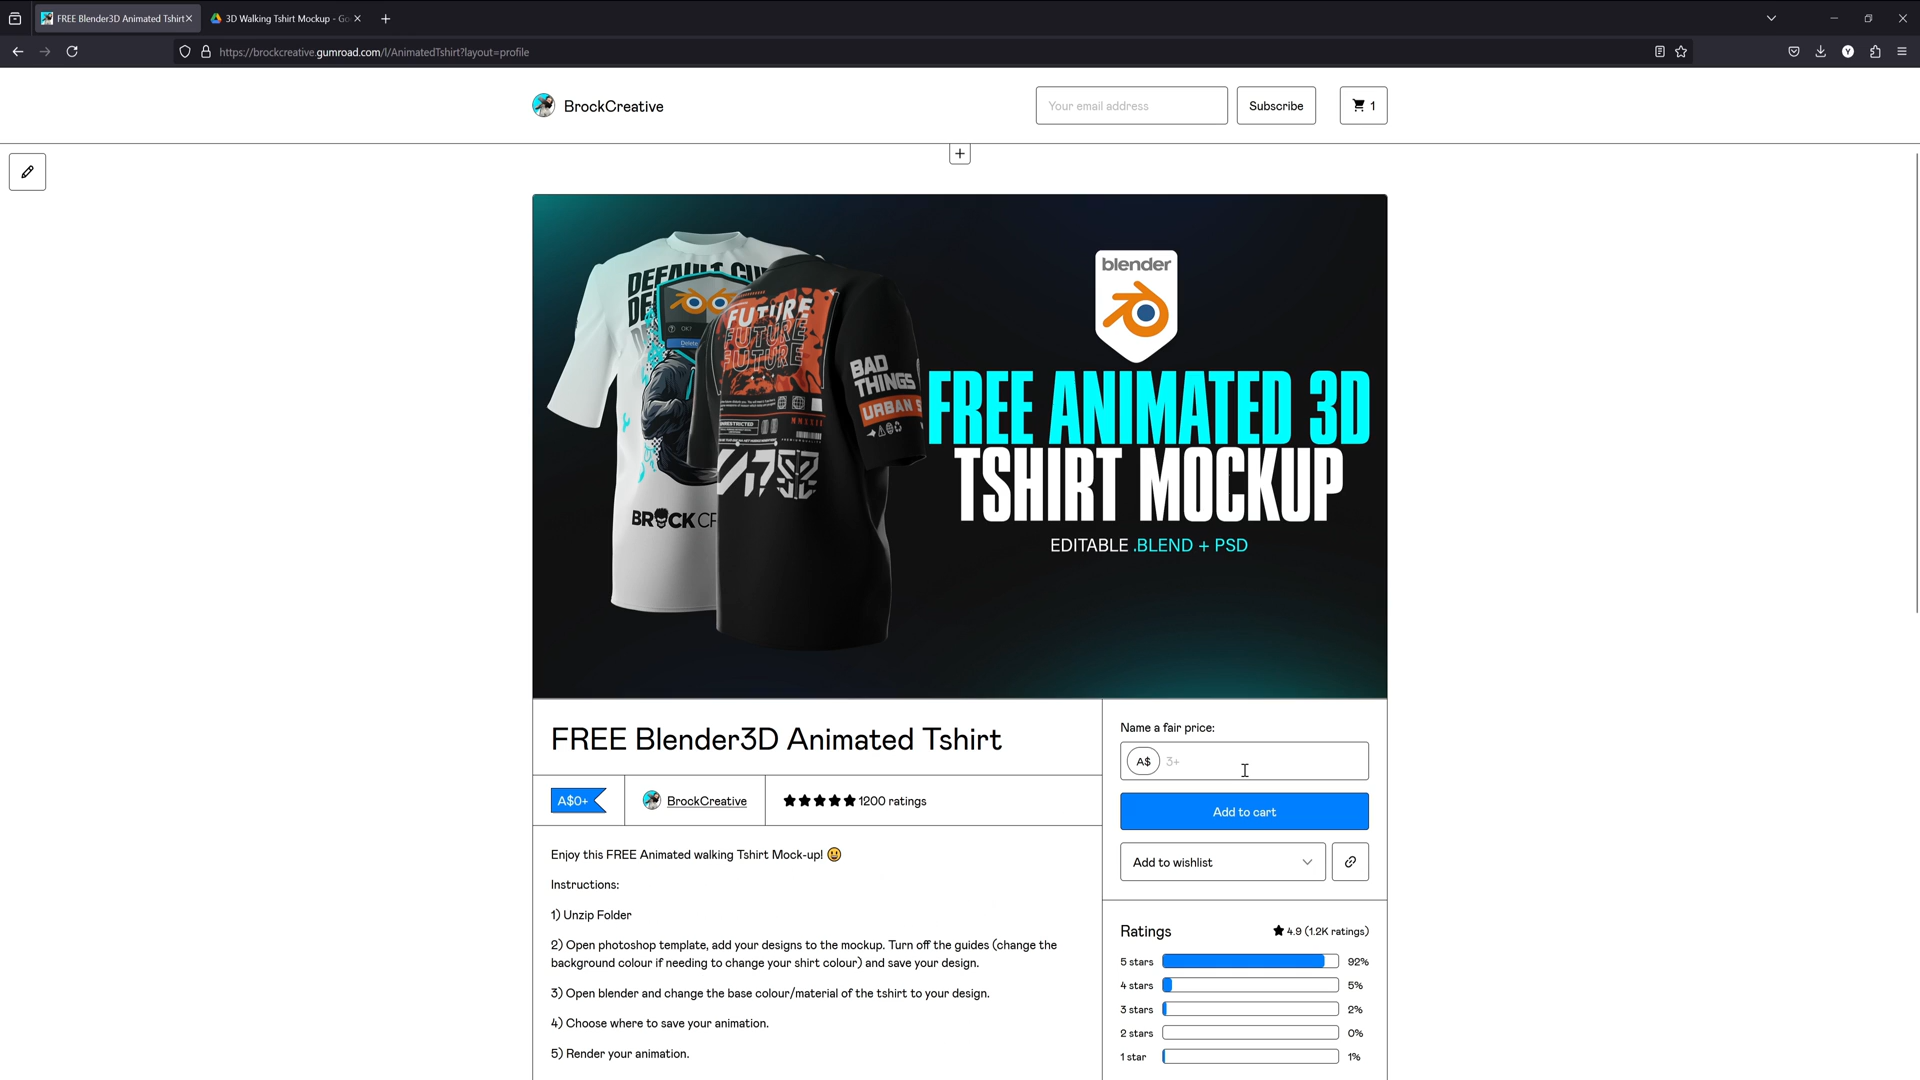 FREE Blender3D Animated Tshirt
3D Walking Tshirt Mockup - Go
https://brockcreative.gumroad.com/l/AnimatedTshirt?layout=profile
BrockCreative
Your email address
Subscribe
1
DEFAULT CU
DE
OK?
Delete
BROCK CF
FUTURE
FUTURE
FUTURE
UNRESTRICTED
BAD
THINGS
URBAN S
blender
FREE ANIMATED 3D
TSHIRT MOCKUP
EDITABLE .BLEND + PSD
FREE Blender3D Animated Tshirt
A$0+
BrockCreative
1200 ratings
Enjoy this FREE Animated walking Tshirt Mock-up! 😀
Instructions:
1) Unzip Folder
2) Open photoshop template, add your designs to the mockup. Turn off the guides (change the
background colour if needing to change your shirt colour) and save your design.
3) Open blender and change the base colour/material of the tshirt to your design.
4) Choose where to save your animation.
5) Render your animation.
Name a fair price:
A$ 3+
Add to cart
Add to wishlist
Ratings
4.9 (1.2K ratings)
5 stars 92%
4 stars 5%
3 stars 2%
2 stars 0%
1 star 1%